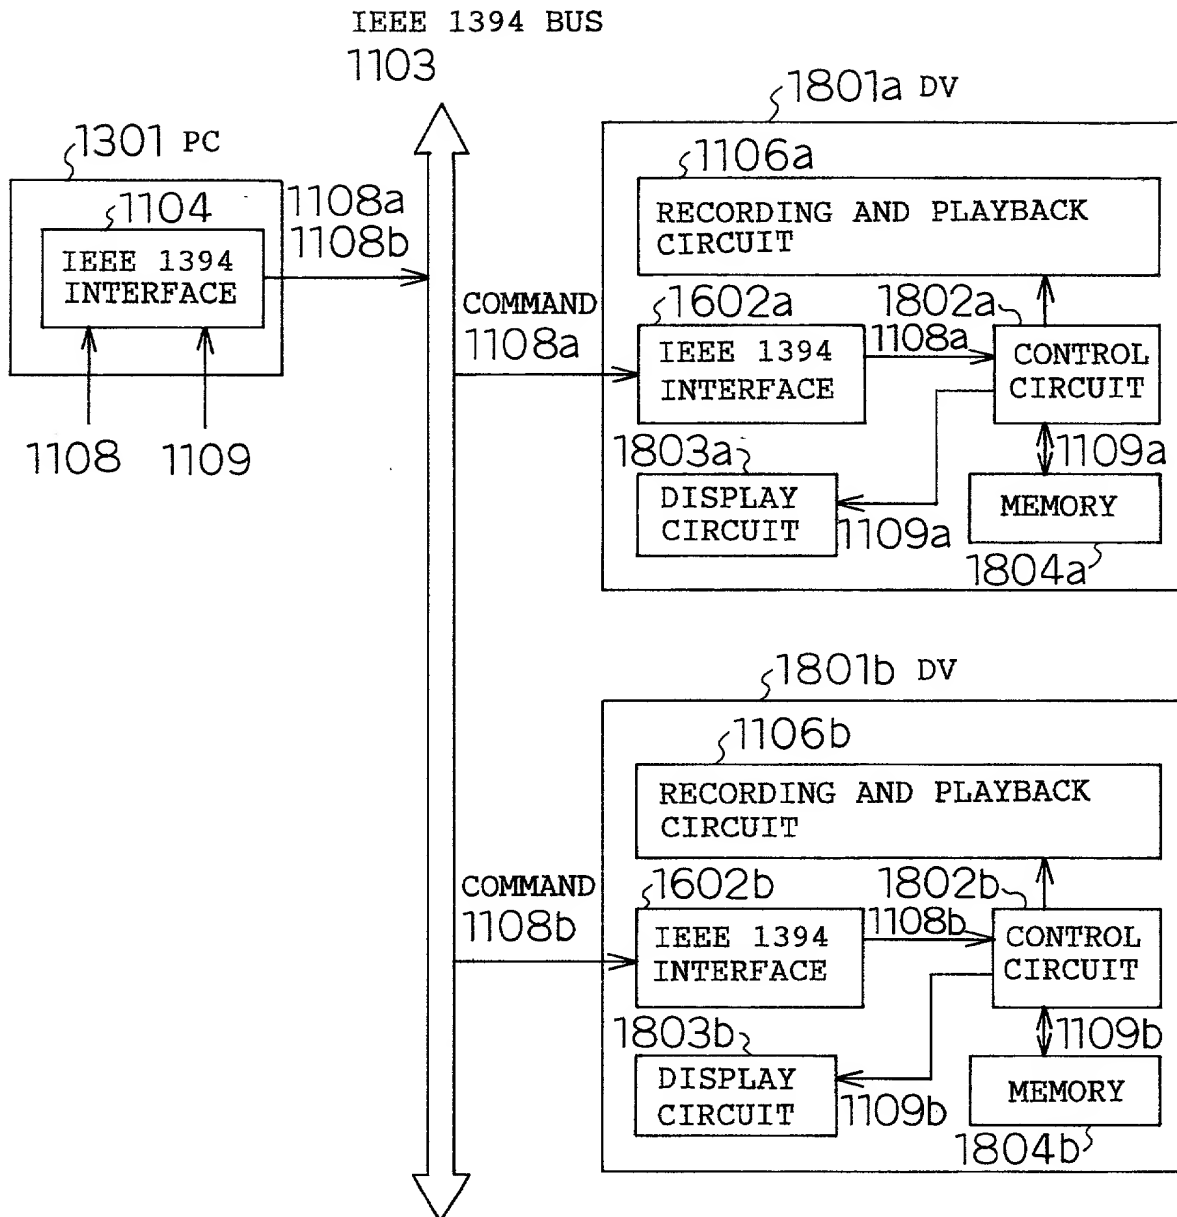 IEEE 1394 BUS
1103
1301 PC
1104
IEEE 1394
INTERFACE
1108a
1108b
1108
1109
1801a DV
1106a
RECORDING AND PLAYBACK
CIRCUIT
COMMAND
1108a
1602a
IEEE 1394
INTERFACE
1108a
1802a
CONTROL
CIRCUIT
1803a
DISPLAY
CIRCUIT
1109a
1109a
MEMORY
1804a
1801b DV
1106b
RECORDING AND PLAYBACK
CIRCUIT
COMMAND
1108b
1602b
IEEE 1394
INTERFACE
1108b
1802b
CONTROL
CIRCUIT
1803b
DISPLAY
CIRCUIT
1109b
1109b
MEMORY
1804b